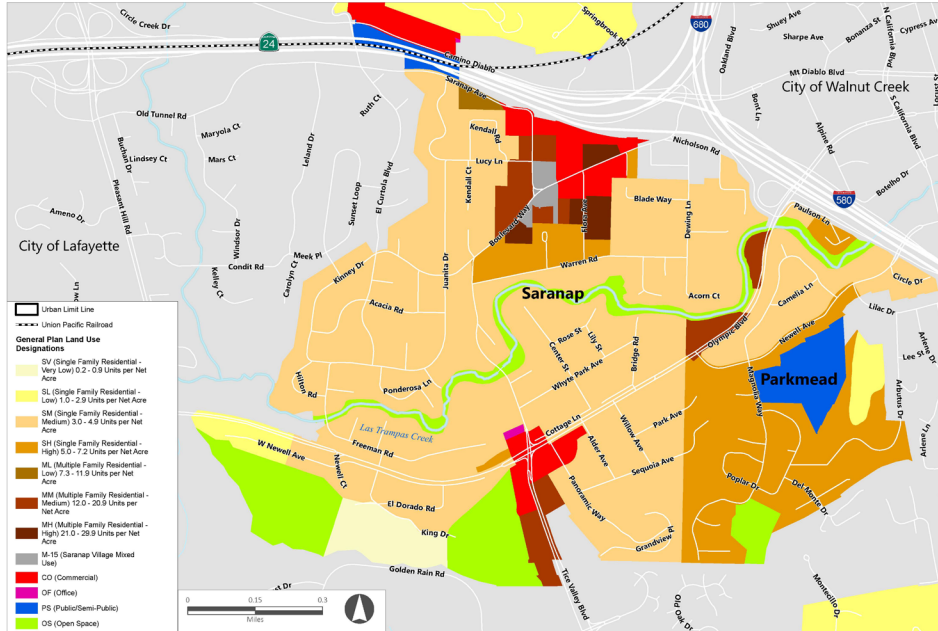 Circle Creek Dr
24
Camino Diablo
Springbrook Rd
680
Oakland Blvd
Shuey Ave
Sharpe Ave
Bonanza St
N California Blvd
Cypress Av
Mt Diablo Blvd
City of Walnut Creek
Locust
S California Blvd
Saranap Ave
Ruth Ct
Old Tunnel Rd
Maryola Ct
Leland Dr
Kendall Rd
Bont Ln
Alpine Rd
Buchan Dr
Lindsey Ct
Mars Ct
Lucy Ln
Nicholson Rd
Pleasant Hill Rd
Sunset Loop
El Curtola Blvd
Kendall Ct
Botelho Dr
580
Blade Way
Dewing Ln
Paulson Ln
Ameno Dr
Boulevard Way
City of Lafayette
Windsor Dr
Meek Pl
Condit Rd
Kelley Ct
Carolyn Ct
Kinney Dr
Juanita Dr
Warren Rd
Circle Dr
Saranap
Acorn Ct
Camelia Ln
Acacia Rd
Lilac Dr
Olympic Blvd
Newell Ave
Rose St
Lily St
Center St
Bridge Rd
Arlene Dr
Lee St
Whyte Park Ave
Magnolia Way
Parkmead
Arbutus Dr
Hilton Rd
Ponderosa Ln
Las Trampas Creek
Cottage Ln
Willow Ave
Park Ave
Alder Ave
Arlene Ln
W Newell Ave
Freeman Rd
Newell Ct
Sequoia Ave
Panoramic Way
Poplar Dr
Del Monte Dr
El Dorado Rd
King Dr
Grandview Pl
Golden Rain Rd
Tice Valley Blvd
Montecillo Dr
Urban Limit Line
Union Pacific Railroad
General Plan Land Use
Designations
SV (Single Family Residential -
Very Low) 0.2 - 0.9 Units per Net
Acre
SL (Single Family Residential -
Low) 1.0 - 2.9 Units per Net Acre
SM (Single Family Residential -
Medium) 3.0 - 4.9 Units per Net
Acre
SH (Single Family Residential -
High) 5.0 - 7.2 Units per Net Acre
ML (Multiple Family Residential -
Low) 7.3 - 11.9 Units per Net
Acre
MM (Multiple Family Residential -
Medium) 12.0 - 20.9 Units per
Net Acre
MH (Multiple Family Residential -
High) 21.0 - 29.9 Units per Net
Acre
M-15 (Saranap Village Mixed
Use)
CO (Commercial)
OF (Office)
PS (Public/Semi-Public)
OS (Open Space)
0 0.15 0.3
Miles